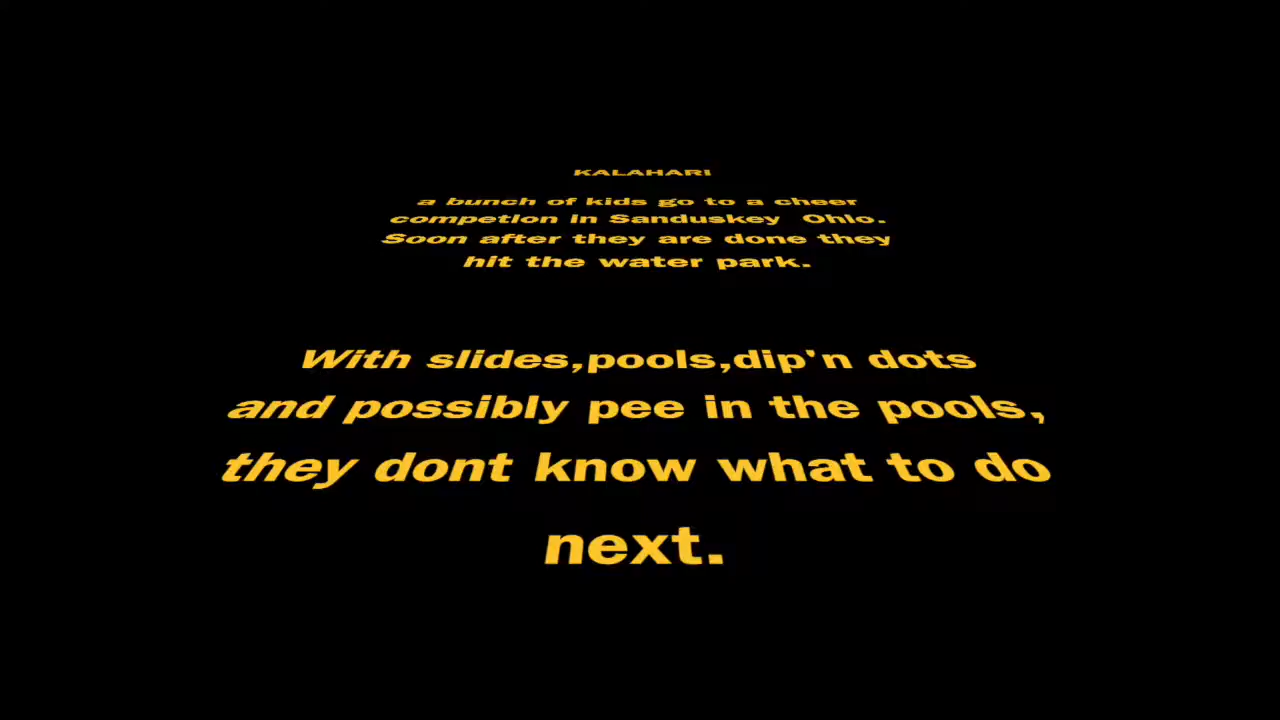 KALAHARI
a bunch of kids go to a cheer
competion in Sanduskey Ohio.
Soon after they are done they
hit the water park.
With slides,pools,dip'n dots
and possibly pee in the pools,
they dont know what to do
next.